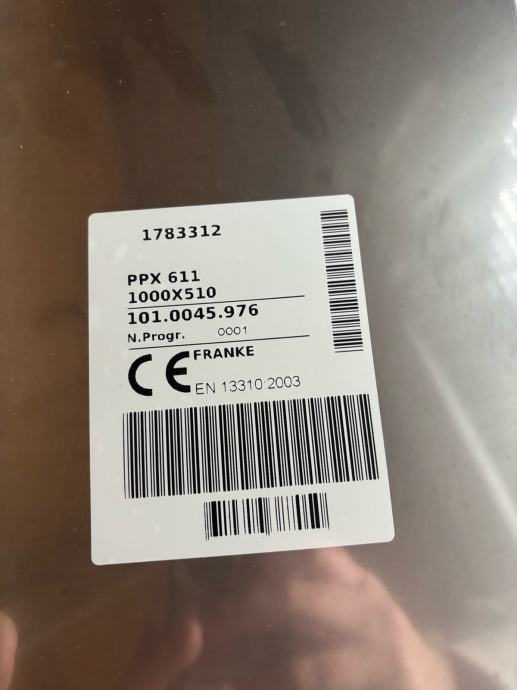 1783312
PPX 611
1000X510
101.0045.976
N.Progr. 0001
CE FRANKE
EN 13310:2003